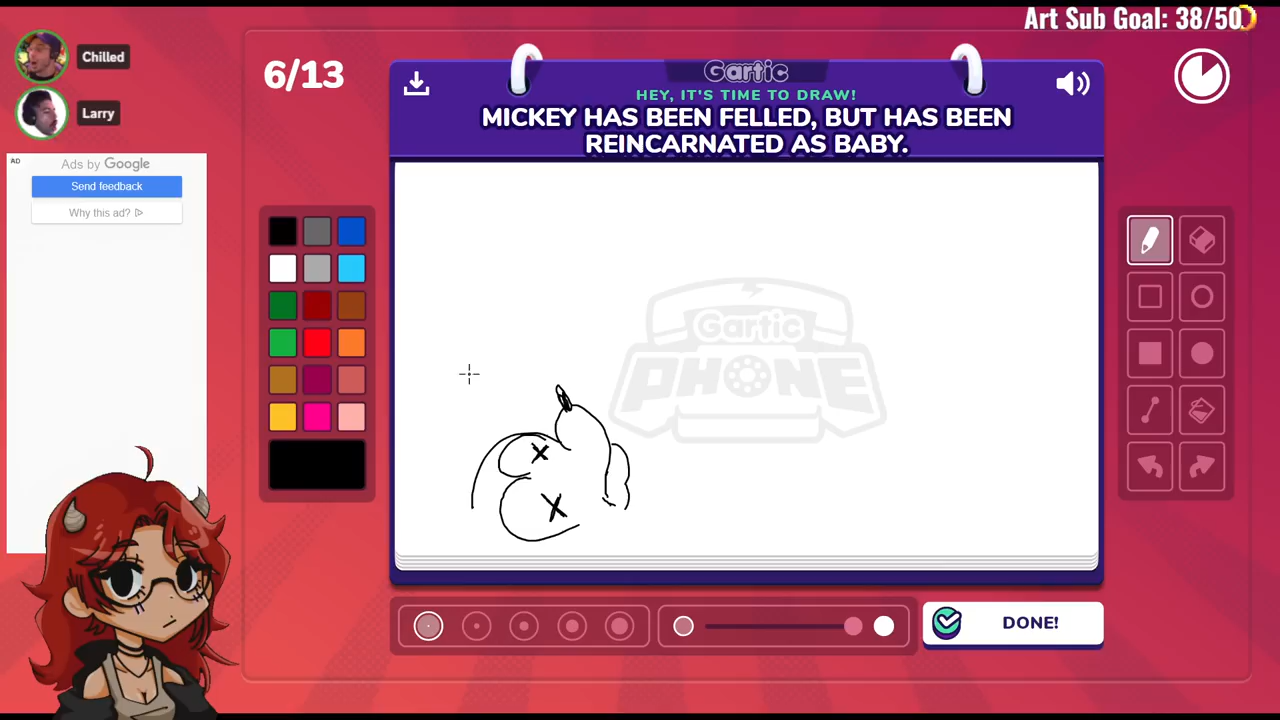 Art Sub Goal: 38/50
Chilled
Larry
6/13
Gartic
HEY, IT'S TIME TO DRAW!
MICKEY HAS BEEN FELLED, BUT HAS BEEN
REINCARNATED AS BABY.
AD
Ads by Google
Send feedback
Why this ad?
Gartic
PHONE
DONE!